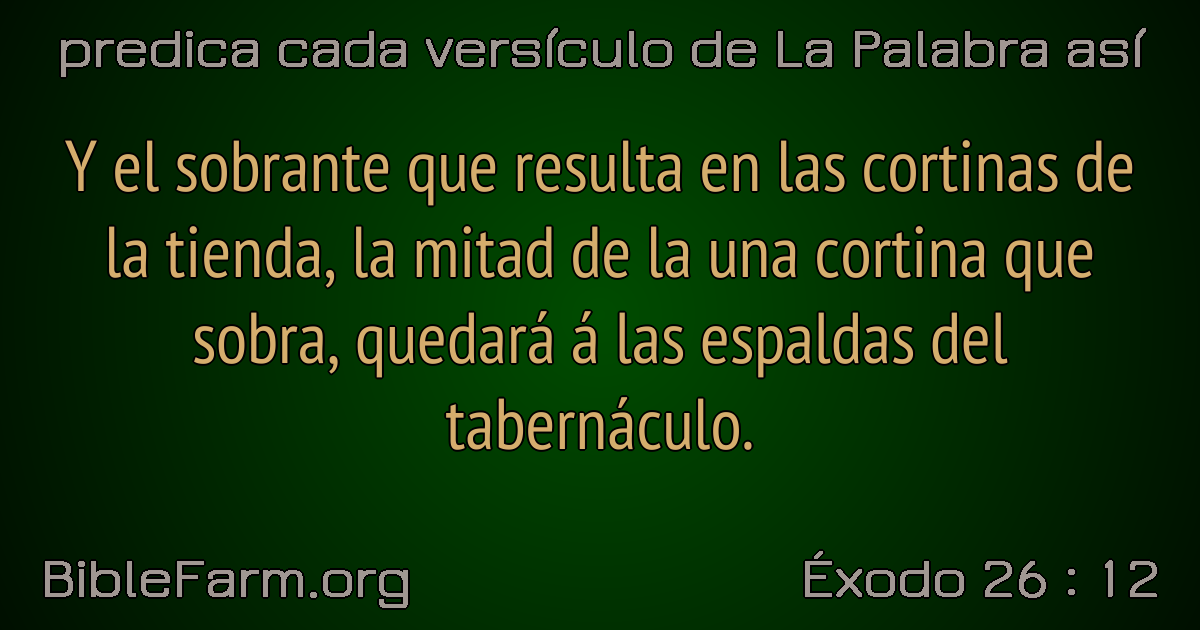 predica cada versículo de La Palabra así
Y el sobrante que resulta en las cortinas de
la tienda, la mitad de la una cortina que
sobra, quedará á las espaldas del
tabernáculo.
BibleFarm.org
Éxodo 26 : 12